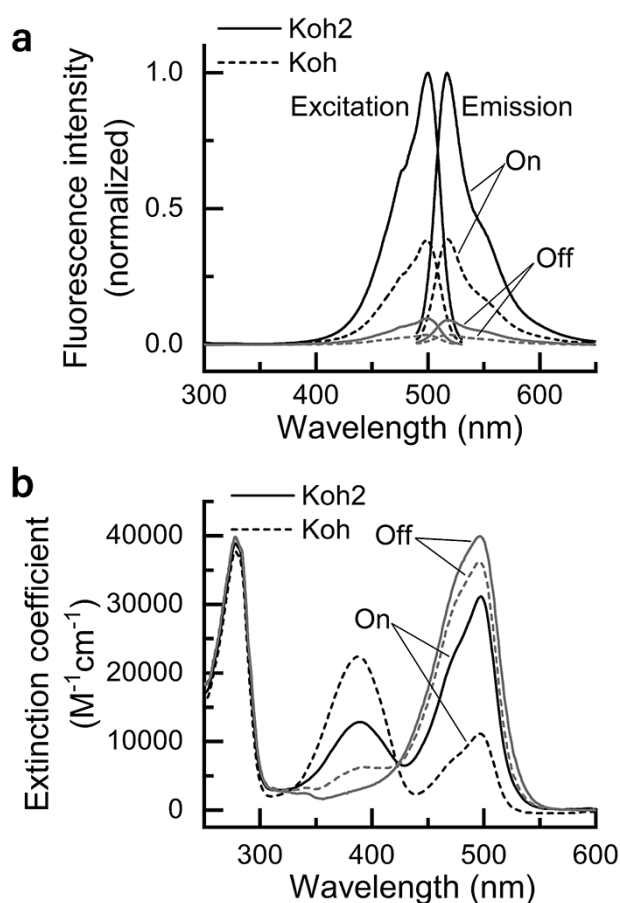 a
Koh2
Koh
Fluorescence intensity
(normalized)
1.0
0.5
0.0
Excitation
Emission
On
Off
300
400
500
600
Wavelength (nm)
b
Koh2
Koh
Extinction coefficient
(M⁻¹cm⁻¹)
40000
30000
20000
10000
0
Off
On
300
400
500
600
Wavelength (nm)